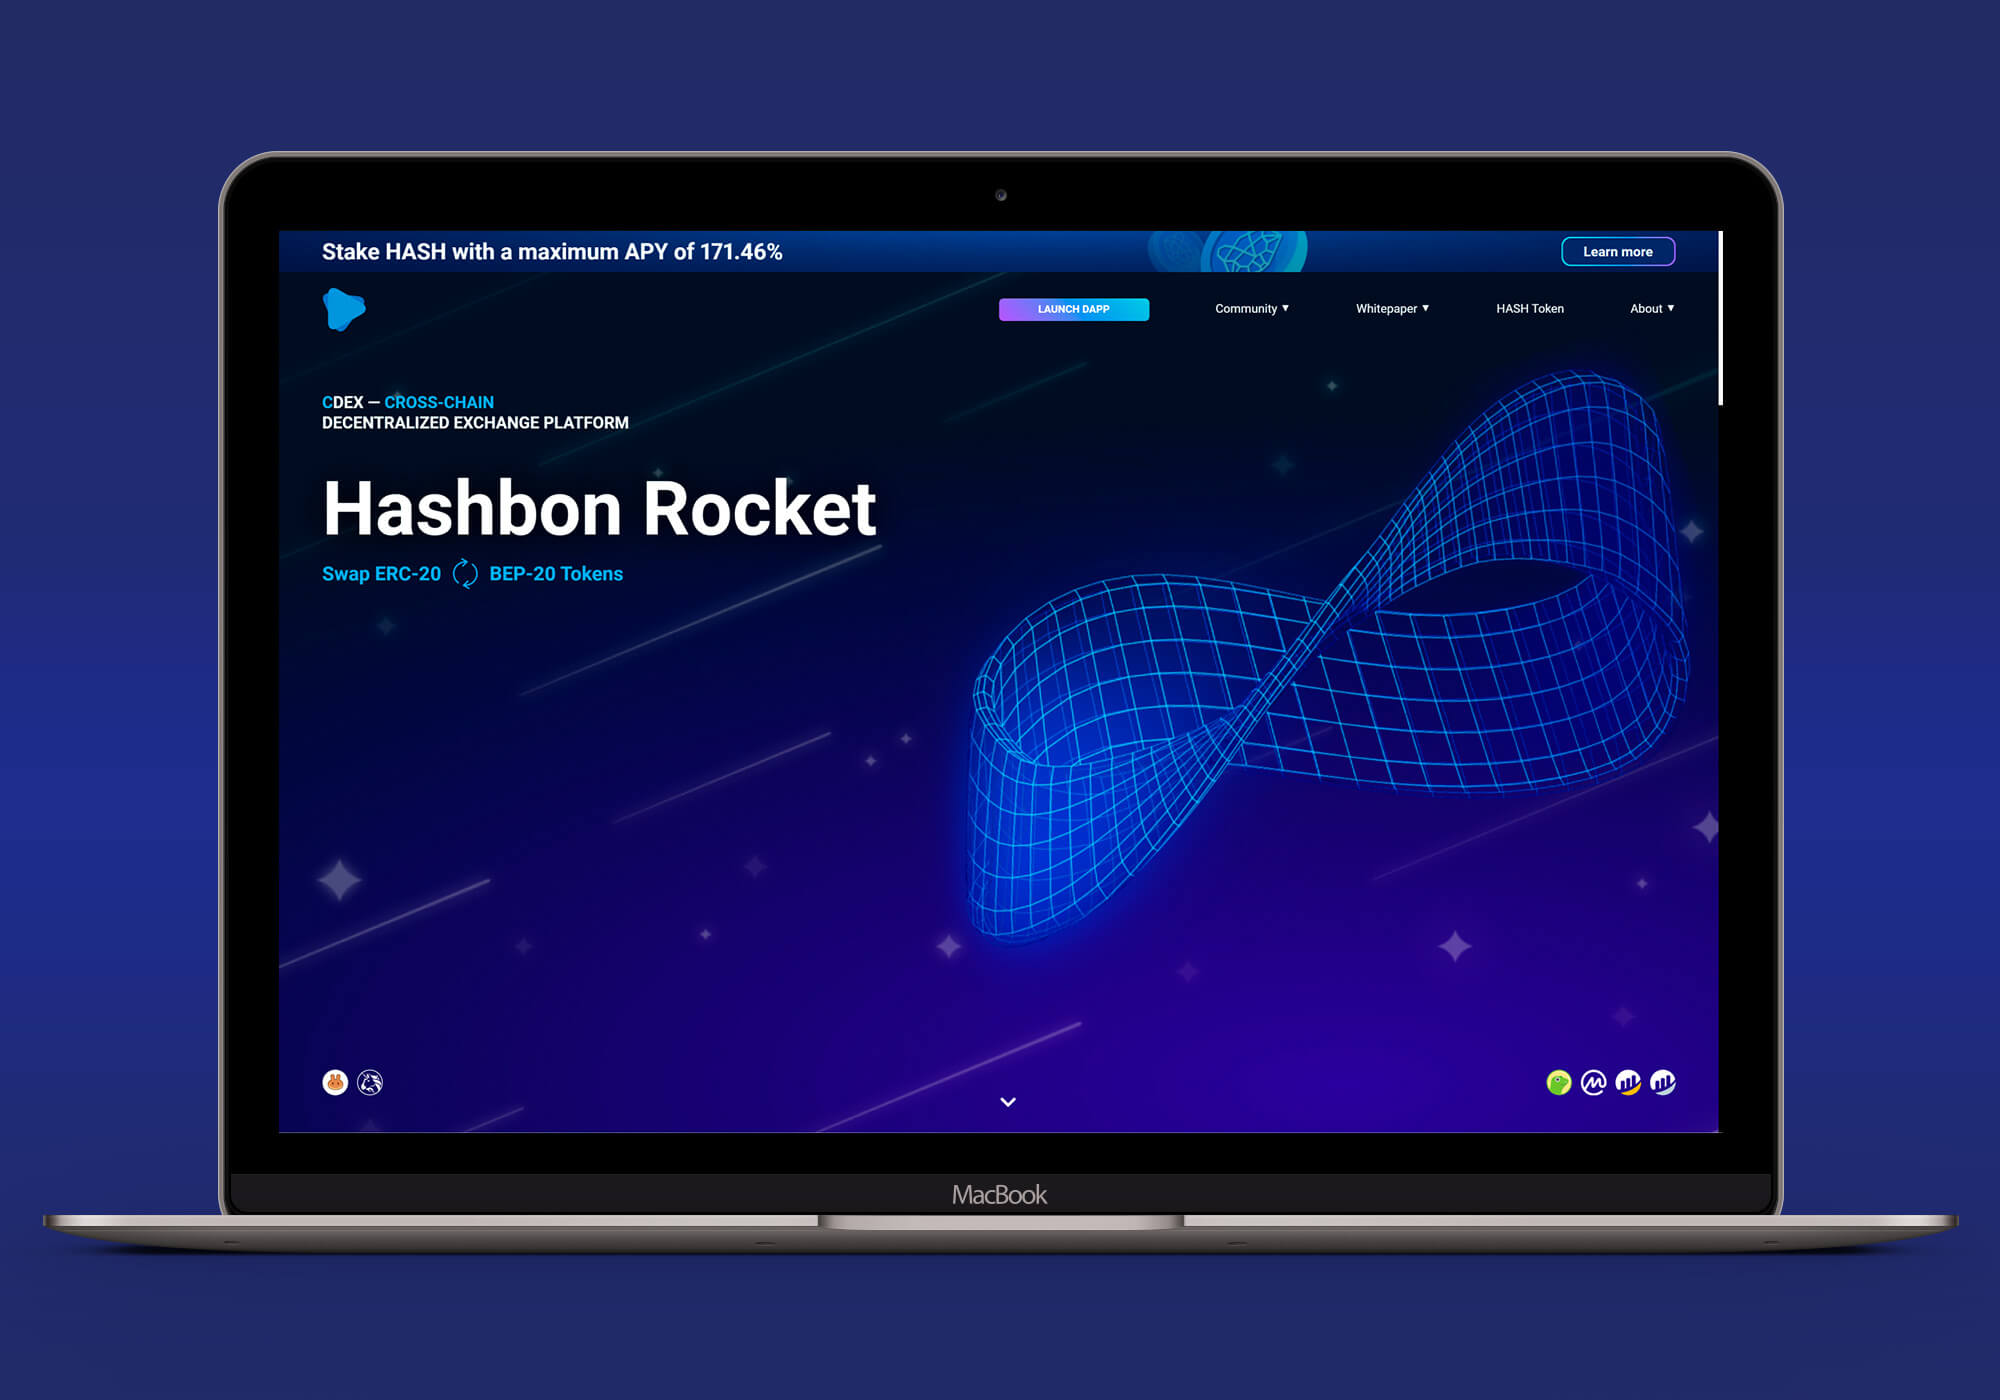 Stake HASH with a maximum APY of 171.46%
Learn more
LAUNCH DAPP
Community
Whitepaper
HASH Token
About
CDEX — CROSS-CHAIN
DECENTRALIZED EXCHANGE PLATFORM
Hashbon Rocket
Swap ERC-20 BEP-20 Tokens
MacBook